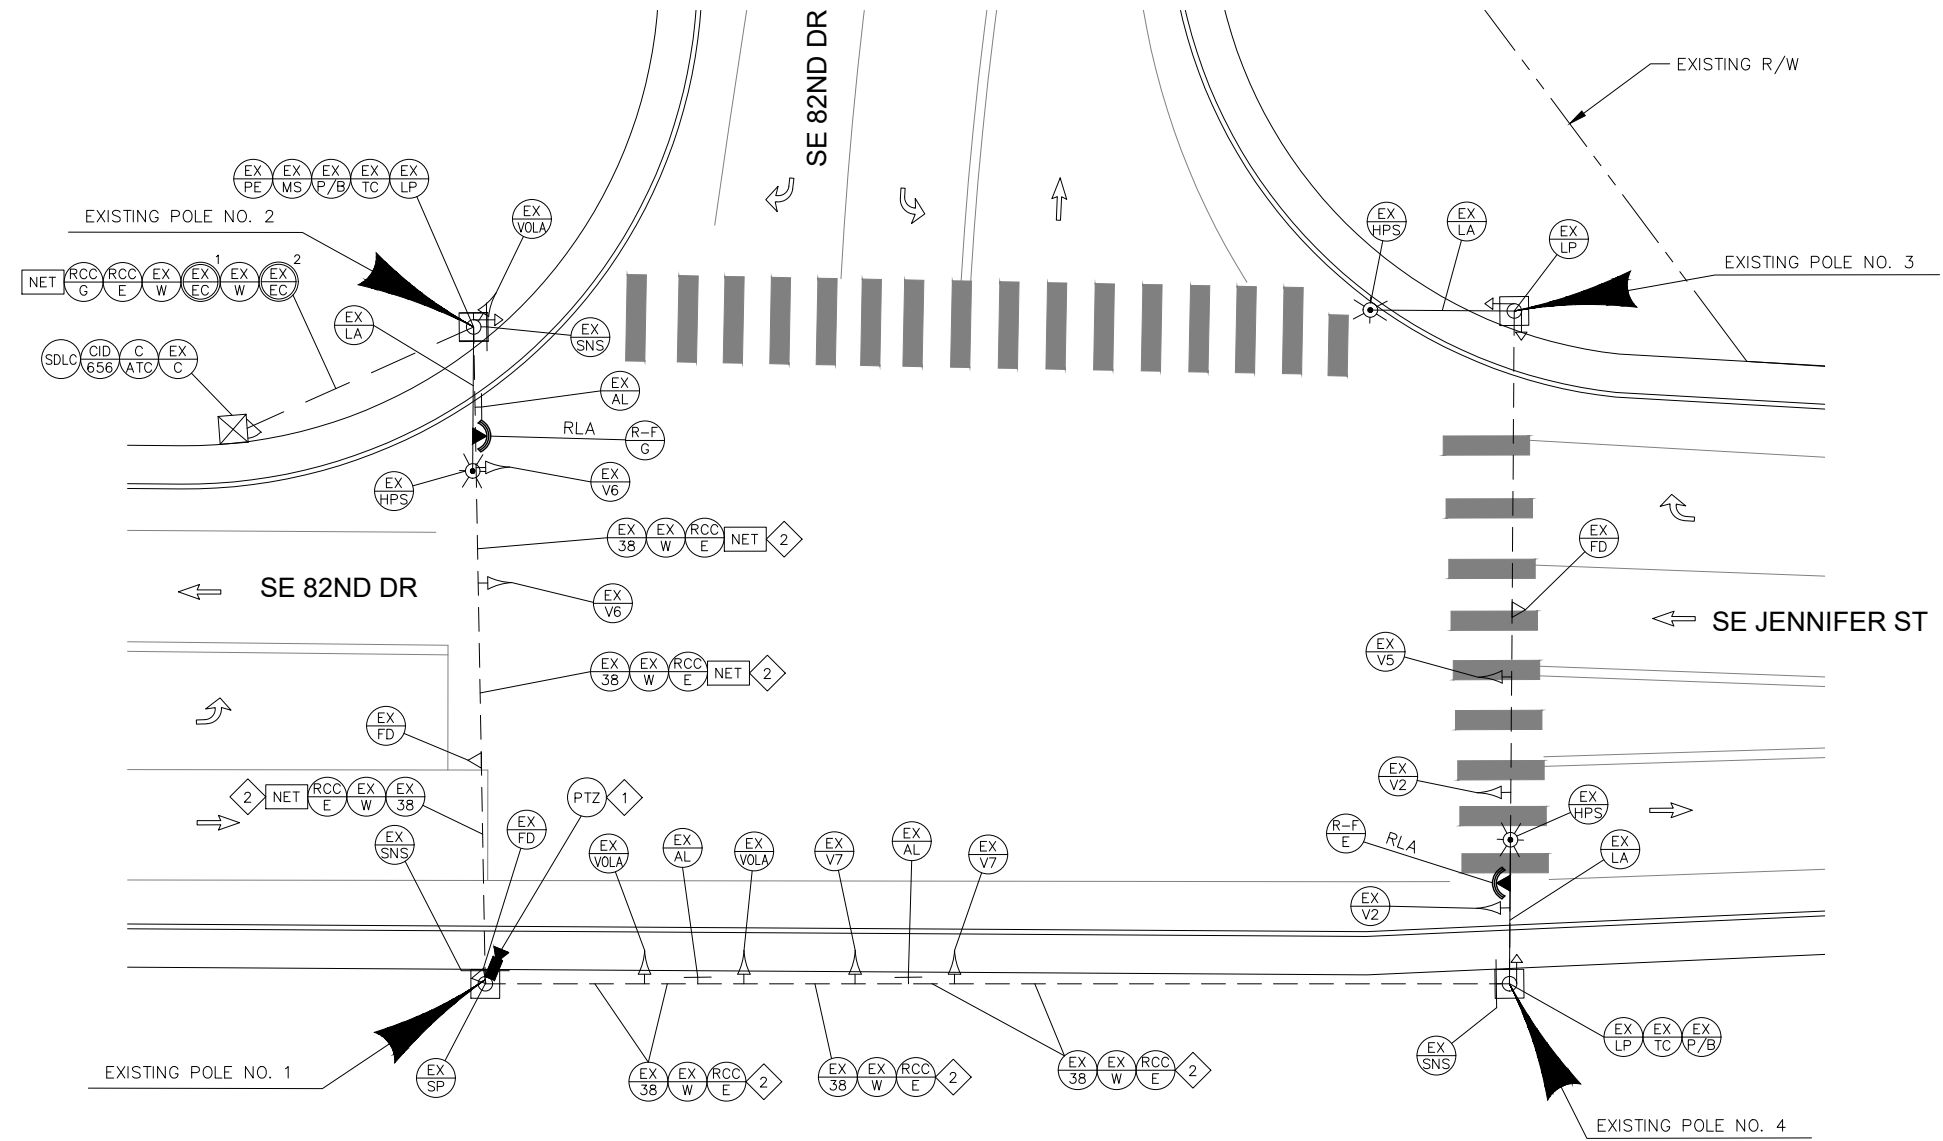 SE 82ND DR
EXISTING R/W
EX PE EX MS EX P/B EX TC EX LP
EXISTING POLE NO. 2
EX VOLA
EX HPS
EX LA
EX LP
EXISTING POLE NO. 3
NET RCC G RCC E EX W EX EC 1 EX W EX EC 2
EX LA
EX SNS
SDLC CID 656 C ATC EX C
EX AL
RLA
R-F G
EX HPS
EX V6
EX 38 EX W RCC E NET 2
EX FD
SE 82ND DR
EX V6
SE JENNIFER ST
EX V5
EX 38 EX W RCC E NET 2
EX FD
EX V2
2 NET RCC E EX W EX 38
PTZ 1
EX HPS
EX SNS
EX FD
EX VOLA
EX AL
EX VOLA
EX V7
EX AL
EX V7
R-F E
RLA
EX LA
EX V2
EX LP EX TC EX P/B
EX SNS
EXISTING POLE NO. 1
EX SP
EX 38 EX W RCC E 2
EX 38 EX W RCC E 2
EX 38 EX W RCC E 2
EXISTING POLE NO. 4